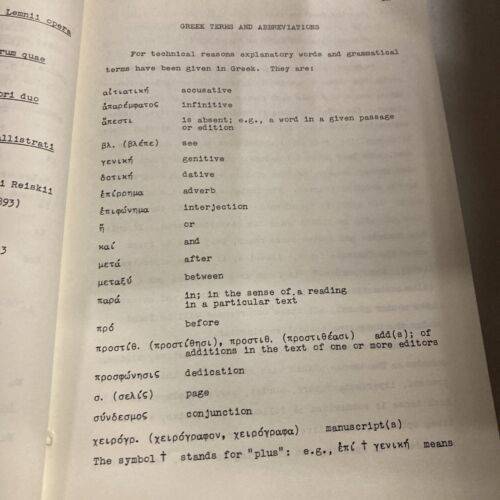 Lemnii opera
rum quae
ori duo
llistrati
i Reiskii
893)
3
GREEK TERMS AND ABBREVIATIONS
For technical reasons explanatory words and grammatical
terms have been given in Greek. They are:
αἰτιατική accusative
ἀπαρέμφατος infinitive
ἄπεστι is absent; e.g., a word in a given passage
or edition
βλ. (βλέπε) see
γενική genitive
δοτική dative
ἐπίρρημα adverb
ἐπιφώνημα interjection
ἤ or
καί and
μετά after
μεταξύ between
παρά in; in the sense of a reading
in a particular text
πρό before
προστίθ. (προστίθησι), προστιθ. (προστιθέασι) add(s); of
additions in the text of one or more editors
προσφώνησις dedication
σ. (σελίς) page
σύνδεσμος conjunction
χειρόγρ. (χειρόγραφον, χειρόγραφα) manuscript(s)
The symbol † stands for "plus": e.g., ἐπί † γενική means